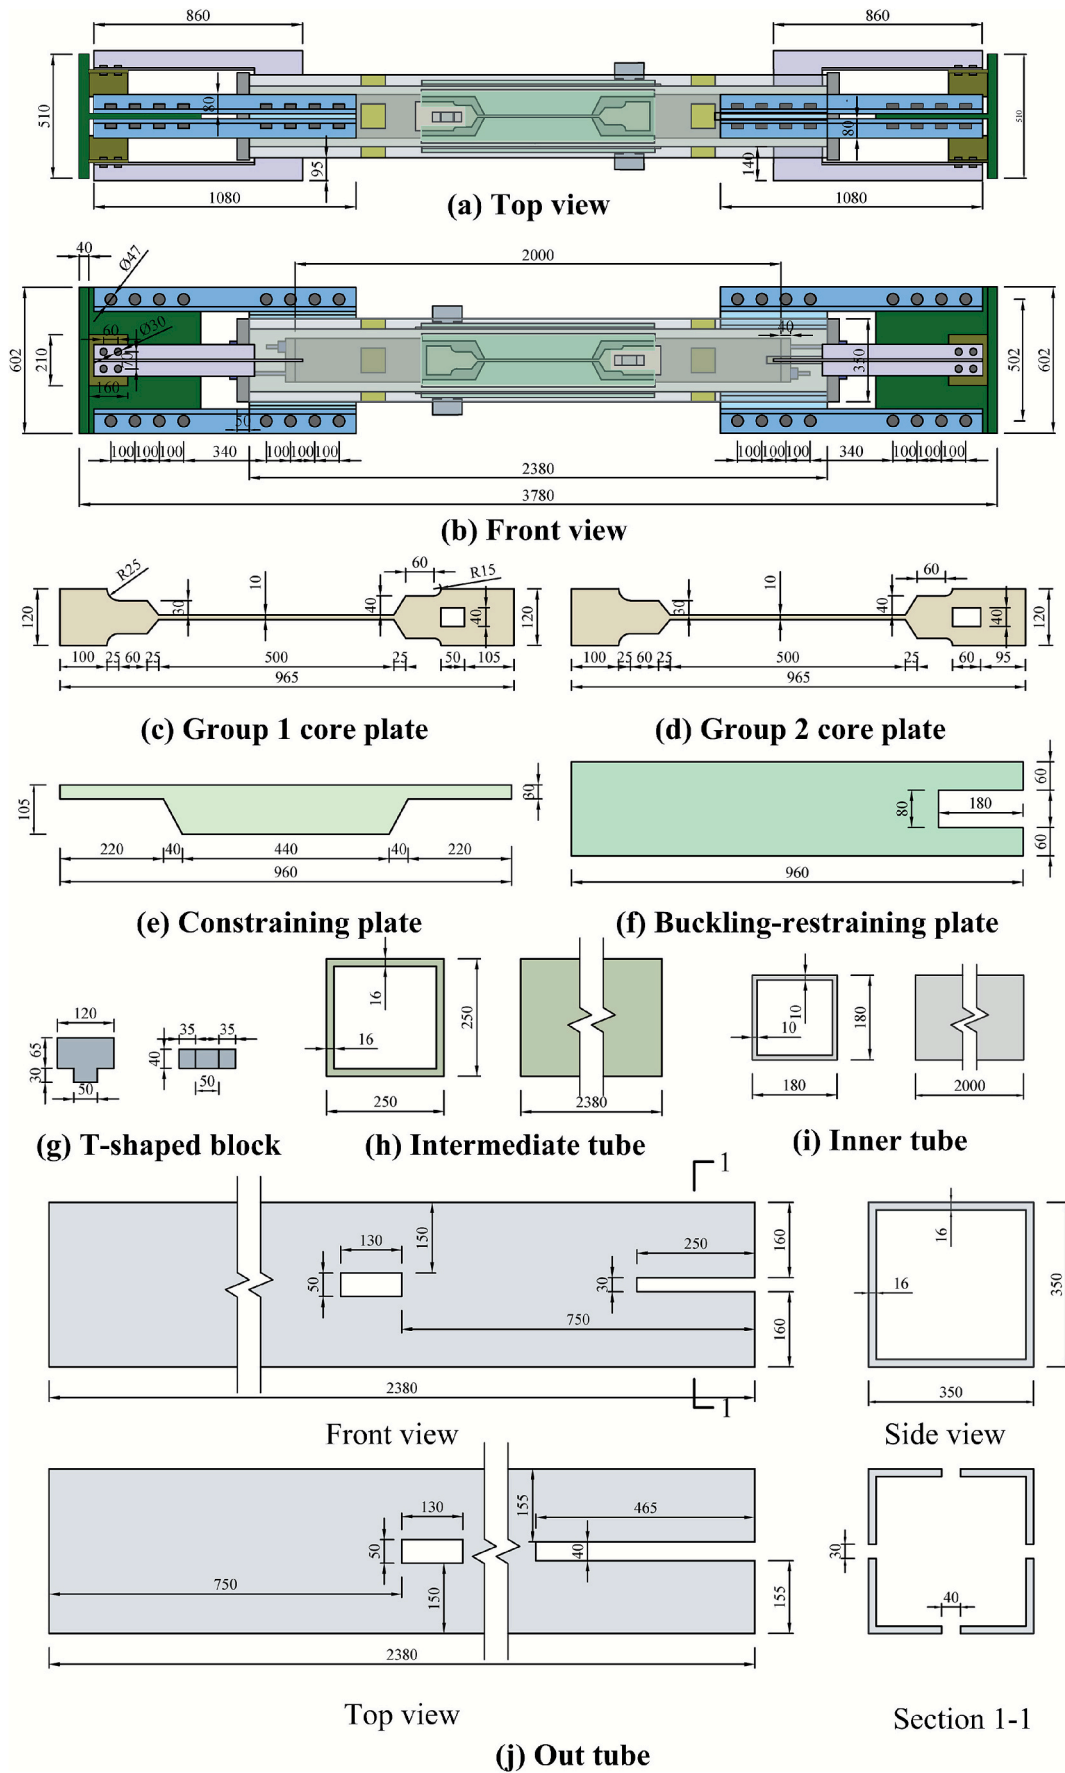 860 860
510 80 95 140 80 510
1080 1080
(a) Top view
40 Ø47 2000
602 210 60 Ø30 75 160 50 40 350 502 602
100 100 100 340 100 100 100 100 100 100 340 100 100 100
2380
3780
(b) Front view
120 R25 30 10 40 60 R15 40 120
100 25 60 25 500 25 50 105
965
(c) Group 1 core plate
120 30 10 40 60 40 120
100 25 60 25 500 25 60 95
965
(d) Group 2 core plate
105 30
220 40 440 40 220
960
(e) Constraining plate
80 180 60 60
960
(f) Buckling-restraining plate
120 65 30 50
35 35 40 50
(g) T-shaped block
16 16 250
250 2380
(h) Intermediate tube
10 10 180
180 2000
(i) Inner tube
1
130 150 50 250 30 160 160
750
2380
1
Front view
16 16 350
350
Side view
130 50 750 150
155 465 40 155
2380
Top view
30 40
Section 1-1
(j) Out tube